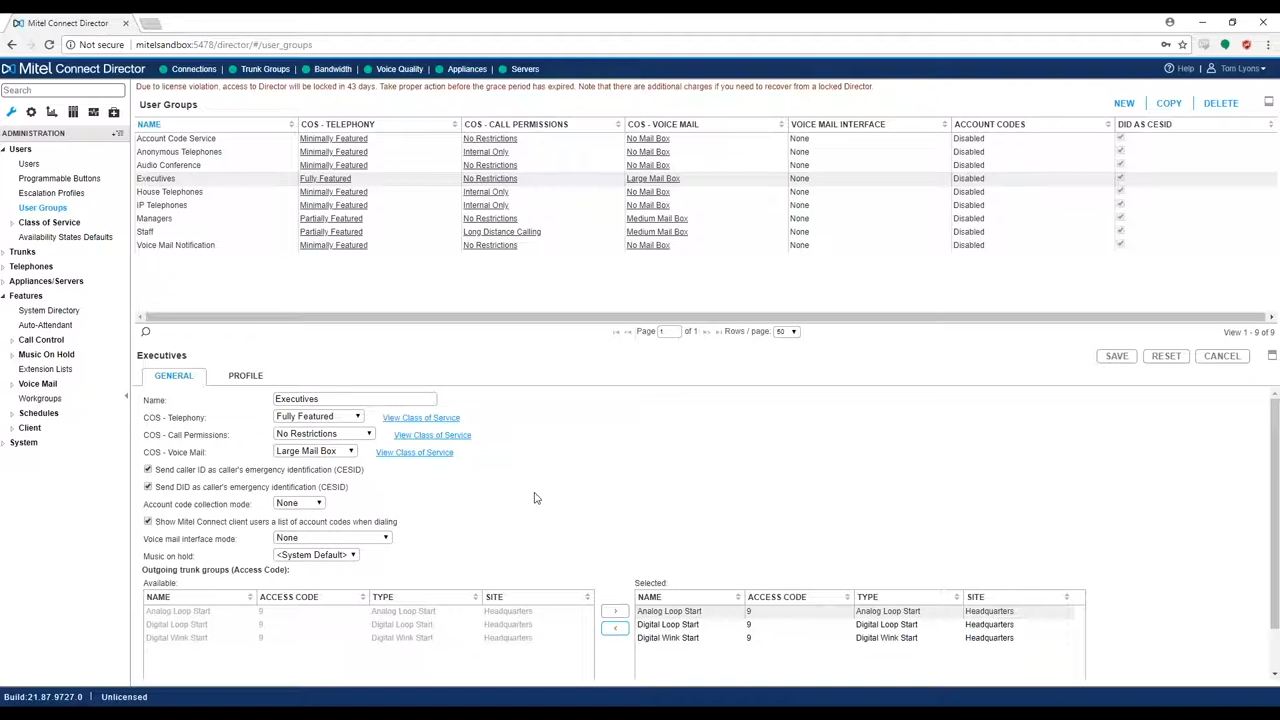 Mitel Connect Director
Not secure | mitelsandbox:5478/director/#/user_groups
Mitel Connect Director Connections Trunk Groups Bandwidth Voice Quality Appliances Servers Help Tom Lyons
Search
Due to license violation, access to Director will be locked in 43 days. Take proper action before the grace period has expired. Note that there are additional charges if you need to recover from a locked Director.
User Groups NEW COPY DELETE
ADMINISTRATION
Users
Users
Programmable Buttons
Escalation Profiles
User Groups
Class of Service
Availability States Defaults
Trunks
Telephones
Appliances/Servers
Features
System Directory
Auto-Attendant
Call Control
Music On Hold
Extension Lists
Voice Mail
Workgroups
Schedules
Client
System
NAME COS - TELEPHONY COS - CALL PERMISSIONS COS - VOICE MAIL VOICE MAIL INTERFACE ACCOUNT CODES DID AS CESID
Account Code Service Minimally Featured No Restrictions No Mail Box None Disabled
Anonymous Telephones Minimally Featured Internal Only No Mail Box None Disabled
Audio Conference Minimally Featured No Restrictions No Mail Box None Disabled
Executives Fully Featured No Restrictions Large Mail Box None Disabled
House Telephones Minimally Featured Internal Only No Mail Box None Disabled
IP Telephones Minimally Featured Internal Only No Mail Box None Disabled
Managers Partially Featured No Restrictions Medium Mail Box None Disabled
Staff Partially Featured Long Distance Calling Medium Mail Box None Disabled
Voice Mail Notification Minimally Featured No Restrictions No Mail Box None Disabled
Page 1 of 1 Rows / page: 50 View 1 - 9 of 9
Executives SAVE RESET CANCEL
GENERAL PROFILE
Name: Executives
COS - Telephony: Fully Featured View Class of Service
COS - Call Permissions: No Restrictions View Class of Service
COS - Voice Mail: Large Mail Box View Class of Service
Send caller ID as caller's emergency identification (CESID)
Send DID as caller's emergency identification (CESID)
Account code collection mode: None
Show Mitel Connect client users a list of account codes when dialing
Voice mail interface mode: None
Music on hold: <System Default>
Outgoing trunk groups (Access Code):
Available: Selected:
NAME ACCESS CODE TYPE SITE NAME ACCESS CODE TYPE SITE
Analog Loop Start 9 Analog Loop Start Headquarters > Analog Loop Start 9 Analog Loop Start Headquarters
Digital Loop Start 9 Digital Loop Start Headquarters < Digital Loop Start 9 Digital Loop Start Headquarters
Digital Wink Start 9 Digital Wink Start Headquarters Digital Wink Start 9 Digital Wink Start Headquarters
Build:21.87.9727.0 | Unlicensed